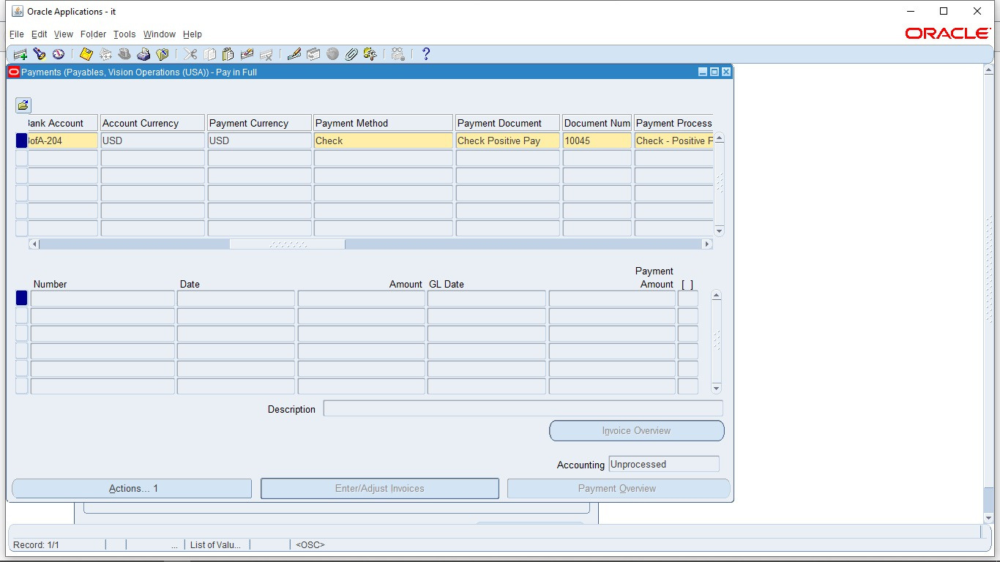 Oracle Applications - it
File Edit View Folder Tools Window Help
ORACLE
Payments (Payables, Vision Operations (USA)) - Pay in Full
Bank Account Account Currency Payment Currency Payment Method Payment Document Document Num Payment Process
BofA-204 USD USD Check Check Positive Pay 10045 Check - Positive P
Payment
Number Date Amount GL Date Amount [ ]
Description
Invoice Overview
Accounting Unprocessed
Actions... 1 Enter/Adjust Invoices Payment Overview
Record: 1/1 ... List of Valu... <OSC>